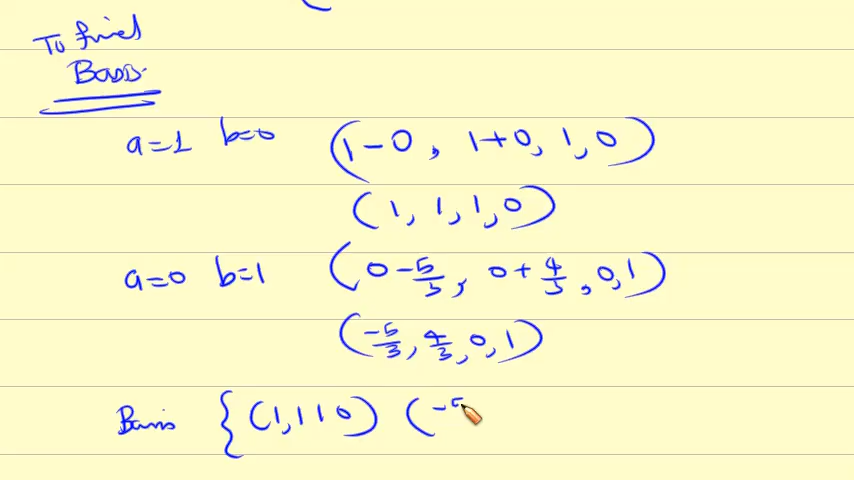 To find
Basis.
a=1 b=0 (1-0, 1+0, 1, 0)
(1, 1, 1, 0)
a=0 b=1 (0-5/3, 0+4/3, 0, 1)
(-5/3, 4/3, 0, 1)
Basis {(1, 1 1 0) (-5